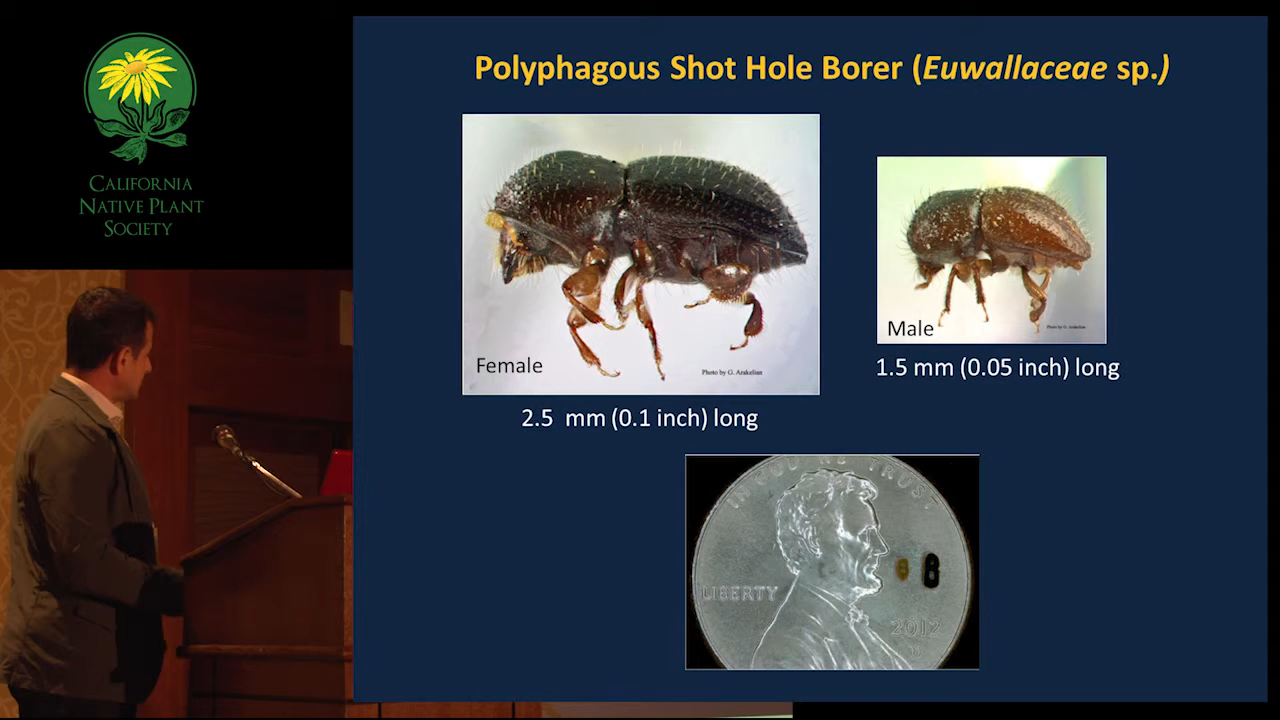 CALIFORNIA
NATIVE PLANT
SOCIETY
Polyphagous Shot Hole Borer (Euwallaceae sp.)
Female
Photo by G. Arakelian
2.5 mm (0.1 inch) long
Male
Photo by G. Arakelian
1.5 mm (0.05 inch) long
IN GOD WE TRUST
LIBERTY
2012